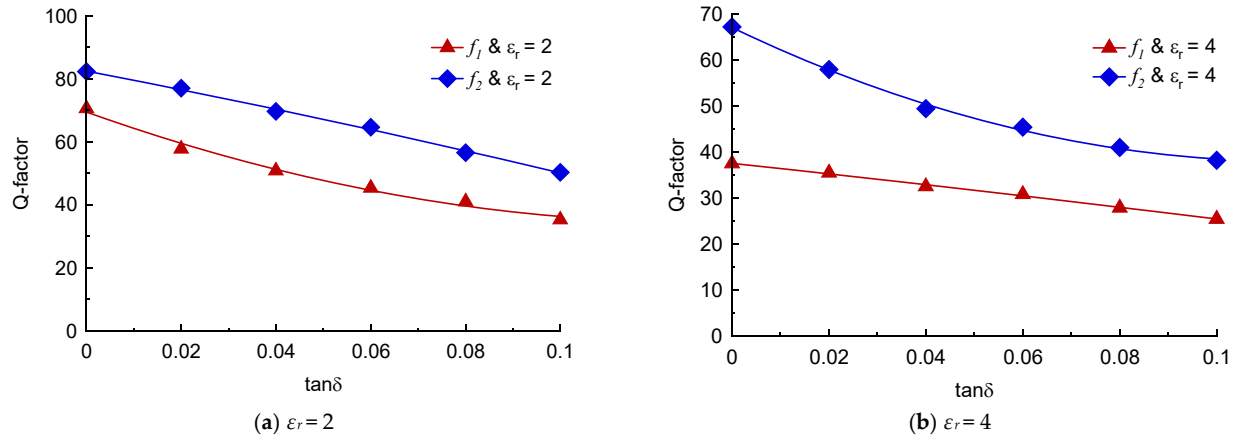 100
80
60
40
20
0
Q-factor
f1 & εr = 2
f2 & εr = 2
0 0.02 0.04 0.06 0.08 0.1
tanδ
(a) εr = 2
70
60
50
40
30
20
10
0
Q-factor
f1 & εr = 4
f2 & εr = 4
0 0.02 0.04 0.06 0.08 0.1
tanδ
(b) εr = 4